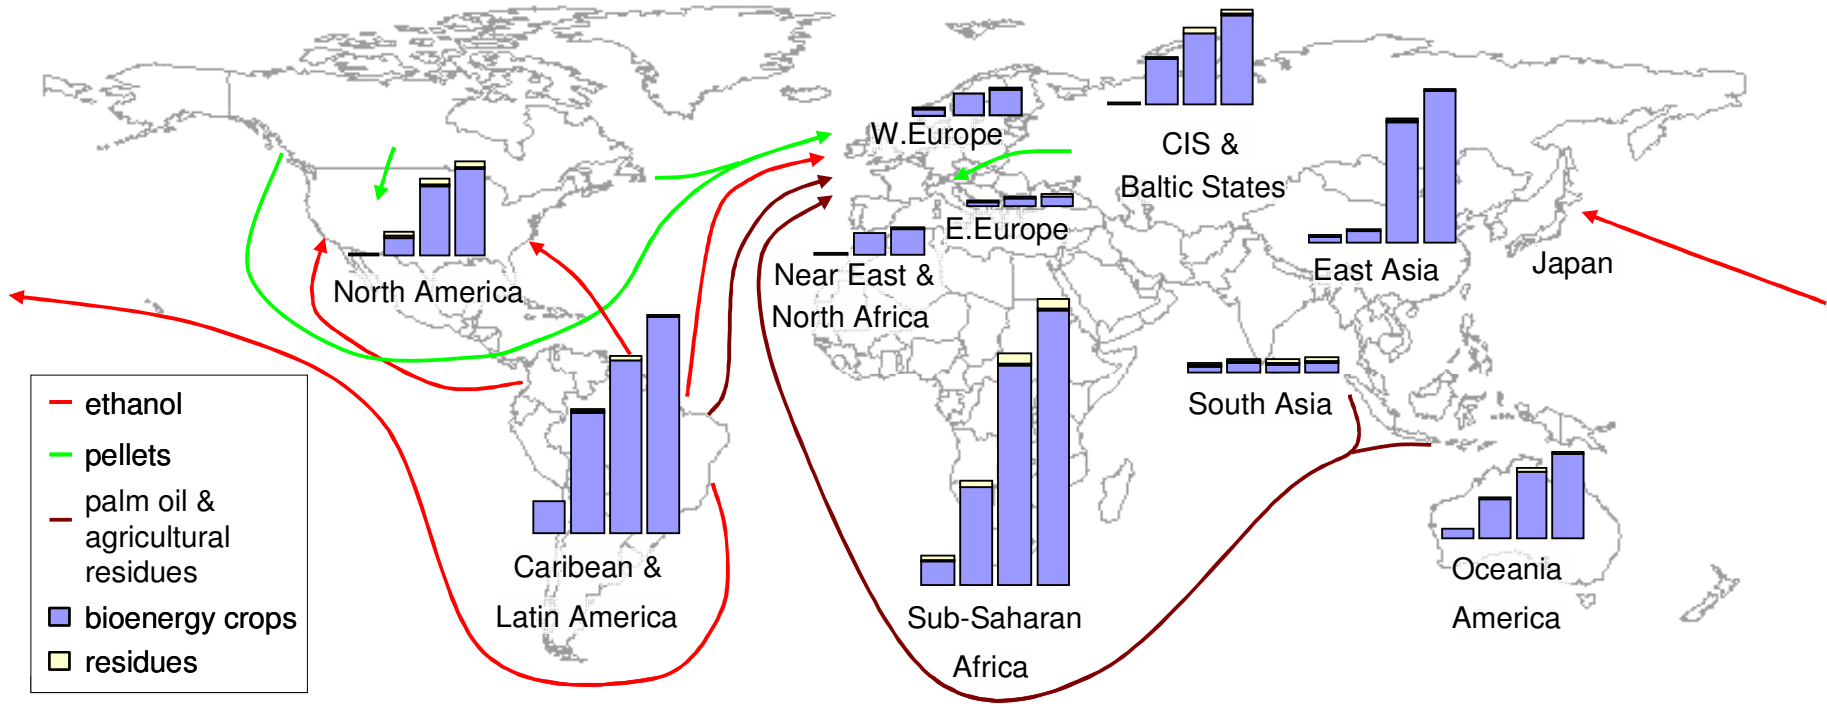 W.Europe
CIS &
Baltic States
E.Europe
Near East &
North Africa
East Asia
Japan
North America
South Asia
ethanol
pellets
palm oil &
agricultural
residues
bioenergy crops
residues
Caribean &
Latin America
Sub-Saharan
Africa
Oceania
America